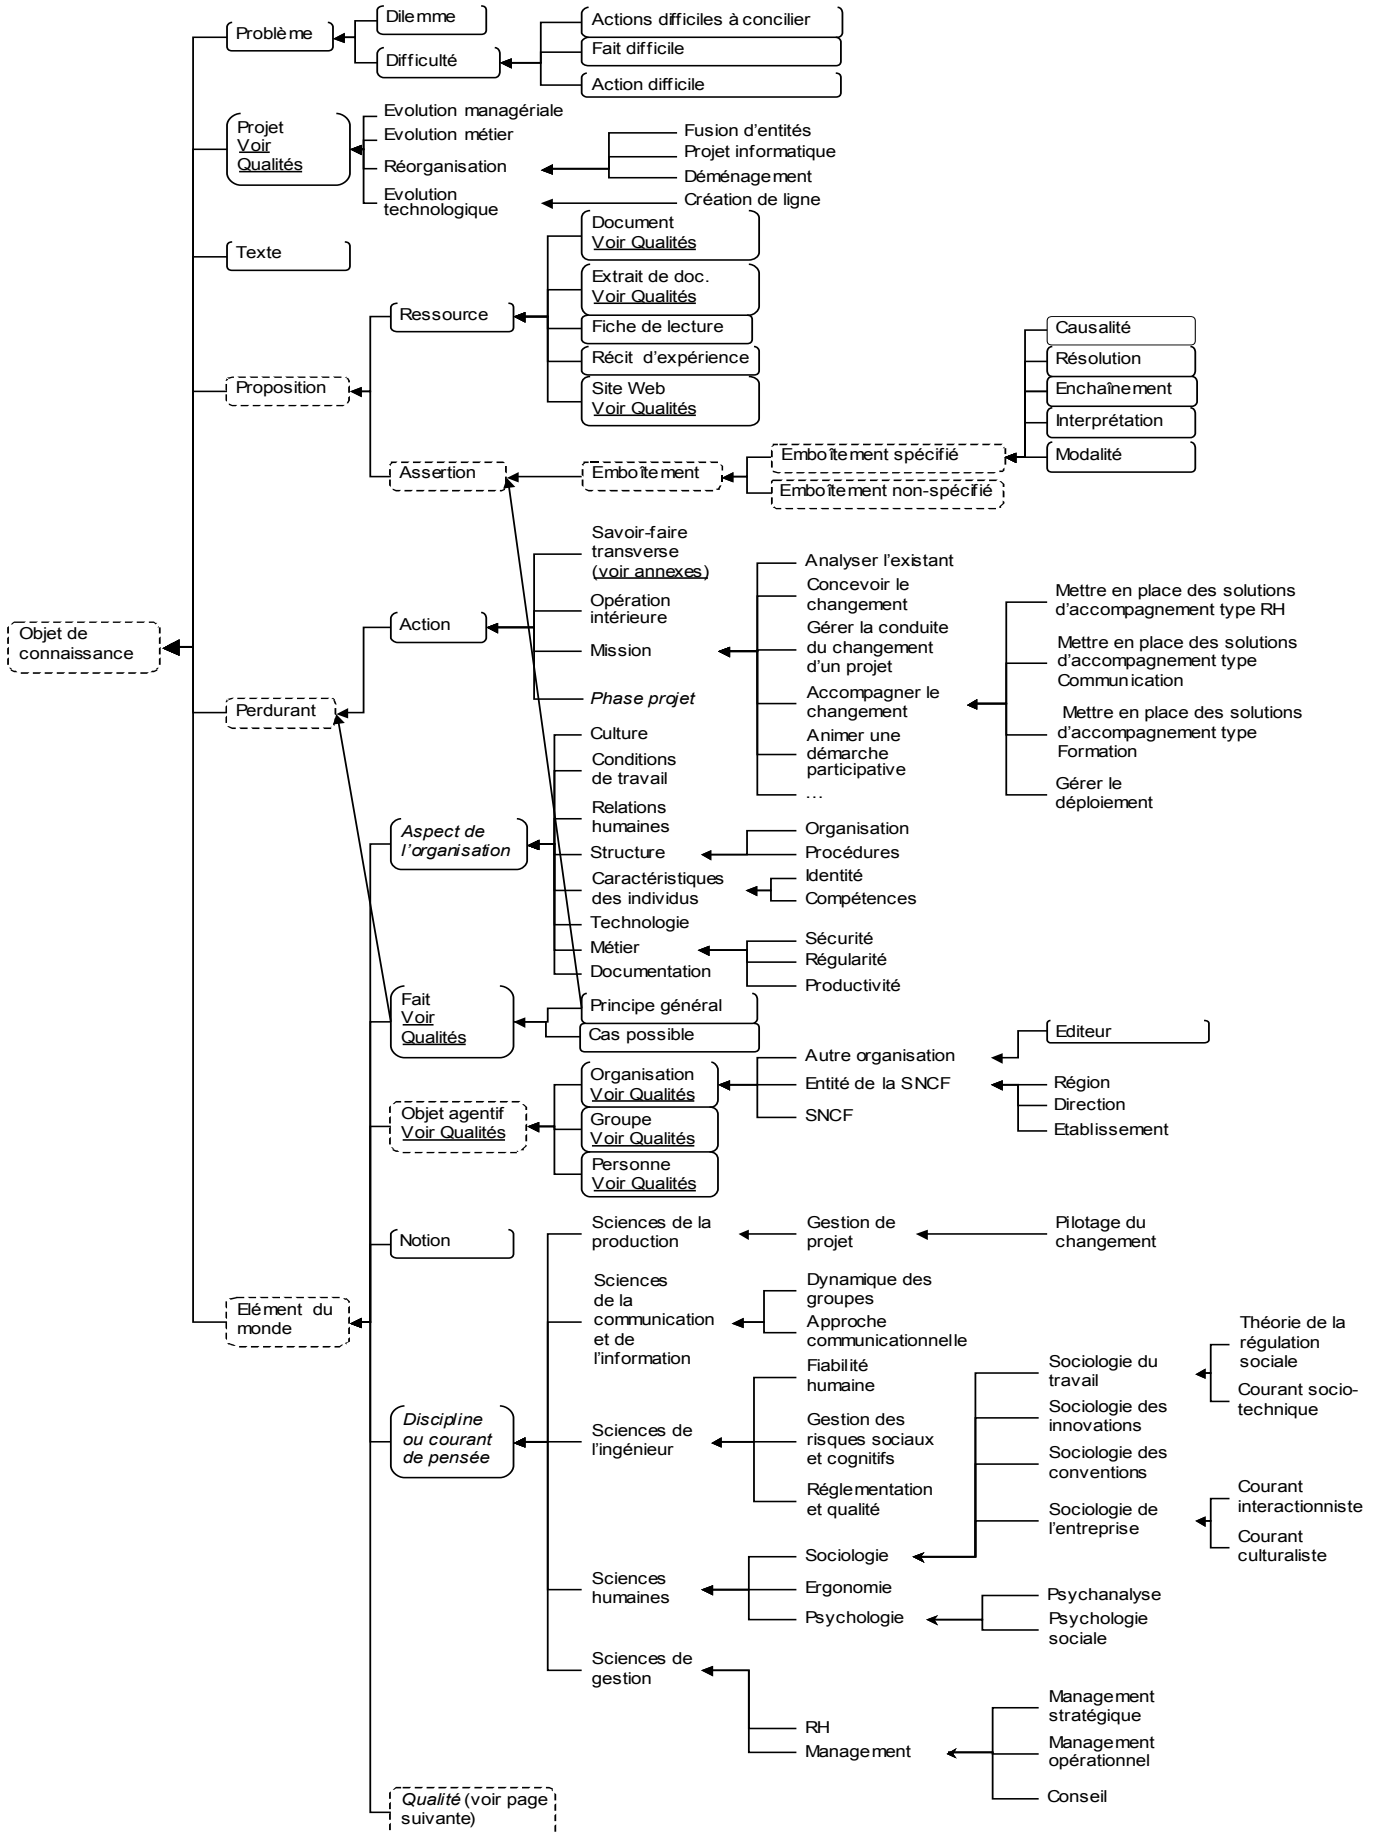 Problème
Dilemme
Difficulté
Actions difficiles à concilier
Fait difficile
Action difficile
Projet
Voir
Qualités
Evolution managériale
Evolution métier
Réorganisation
Evolution
technologique
Fusion d'entités
Projet informatique
Déménagement
Création de ligne
Texte
Proposition
Ressource
Document
Voir Qualités
Extrait de doc.
Voir Qualités
Fiche de lecture
Récit d'expérience
Site Web
Voir Qualités
Assertion
Emboîtement
Emboîtement spécifié
Emboîtement non-spécifié
Causalité
Résolution
Enchaînement
Interprétation
Modalité
Objet de
connaissance
Perdurant
Action
Savoir-faire
transverse
(voir annexes)
Opération
intérieure
Mission
Phase projet
Analyser l'existant
Concevoir le
changement
Gérer la conduite
du changement
d'un projet
Accompagner le
changement
Animer une
démarche
participative
...
Mettre en place des solutions
d'accompagnement type RH
Mettre en place des solutions
d'accompagnement type
Communication
Mettre en place des solutions
d'accompagnement type
Formation
Gérer le
déploiement
Elément du
monde
Aspect de
l'organisation
Culture
Conditions
de travail
Relations
humaines
Structure
Caractéristiques
des individus
Technologie
Métier
Documentation
Organisation
Procédures
Identité
Compétences
Sécurité
Régularité
Productivité
Fait
Voir
Qualités
Principe général
Cas possible
Objet agentif
Voir Qualités
Organisation
Voir Qualités
Groupe
Voir Qualités
Personne
Voir Qualités
Autre organisation
Entité de la SNCF
SNCF
Editeur
Région
Direction
Etablissement
Notion
Discipline
ou courant
de pensée
Sciences de la
production
Gestion de
projet
Pilotage du
changement
Sciences
de la
communication
et de
l'information
Dynamique des
groupes
Approche
communicationnelle
Sciences de
l'ingénieur
Fiabilité
humaine
Gestion des
risques sociaux
et cognitifs
Réglementation
et qualité
Sciences
humaines
Sociologie
Ergonomie
Psychologie
Sociologie du
travail
Sociologie des
innovations
Sociologie des
conventions
Sociologie de
l'entreprise
Théorie de la
régulation
sociale
Courant socio-
technique
Courant
interactionniste
Courant
culturaliste
Psychanalyse
Psychologie
sociale
Sciences de
gestion
RH
Management
Management
stratégique
Management
opérationnel
Conseil
Qualité (voir page
suivante)